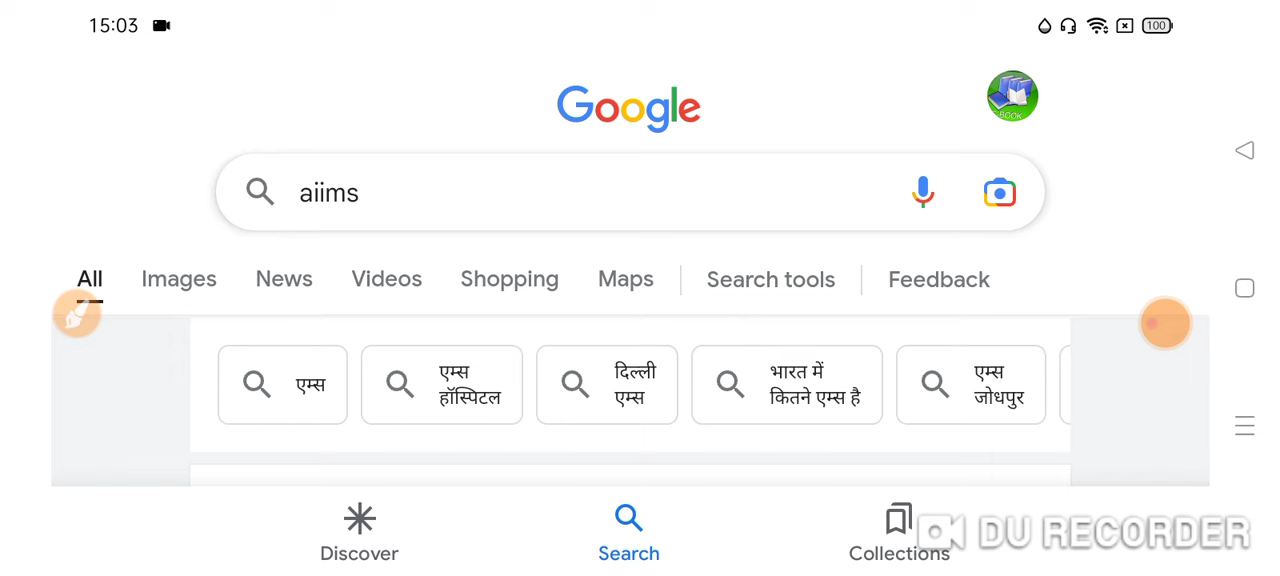 15:03
100
Google
BOOK
aiims
All Images News Videos Shopping Maps Search tools Feedback
एम्स
एम्स
हॉस्पिटल
दिल्ली
एम्स
भारत में
कितने एम्स है
एम्स
जोधपुर
Discover Search Collections
DU RECORDER